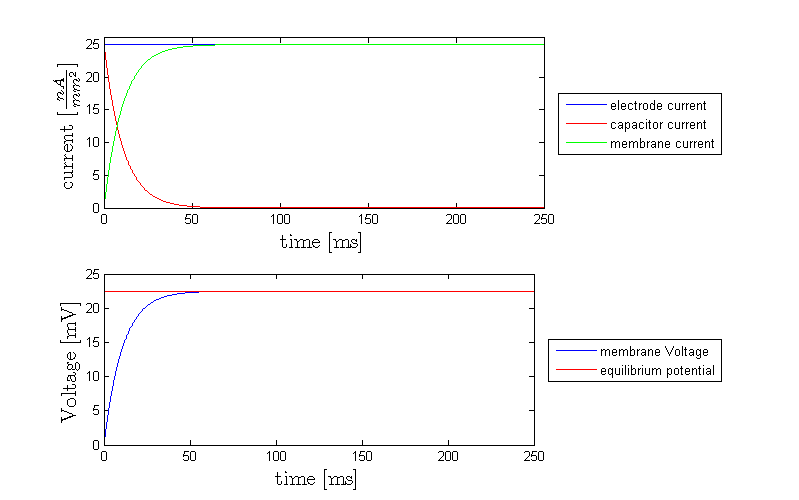 25
20
15
10
5
0
current [nA/mm²]
0 50 100 150 200 250
time [ms]
electrode current
capacitor current
membrane current
25
20
15
10
5
0
Voltage [mV]
0 50 100 150 200 250
time [ms]
membrane Voltage
equilibrium potential